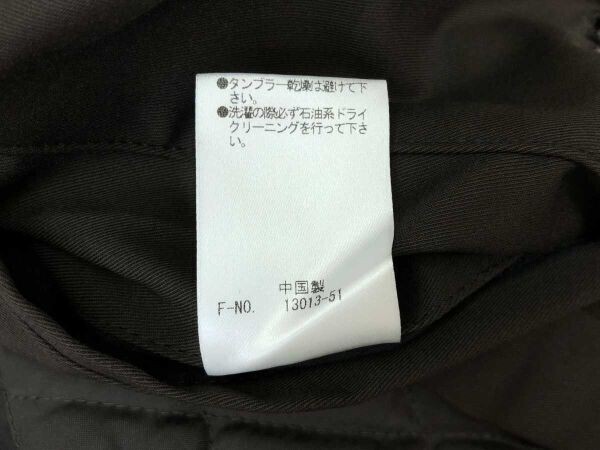 ●タンブラー乾燥は避けて下
さい。
●洗濯の際必ず石油系ドライ
クリーニングを行って下さ
い。
中国製
F-NO. 13013-51